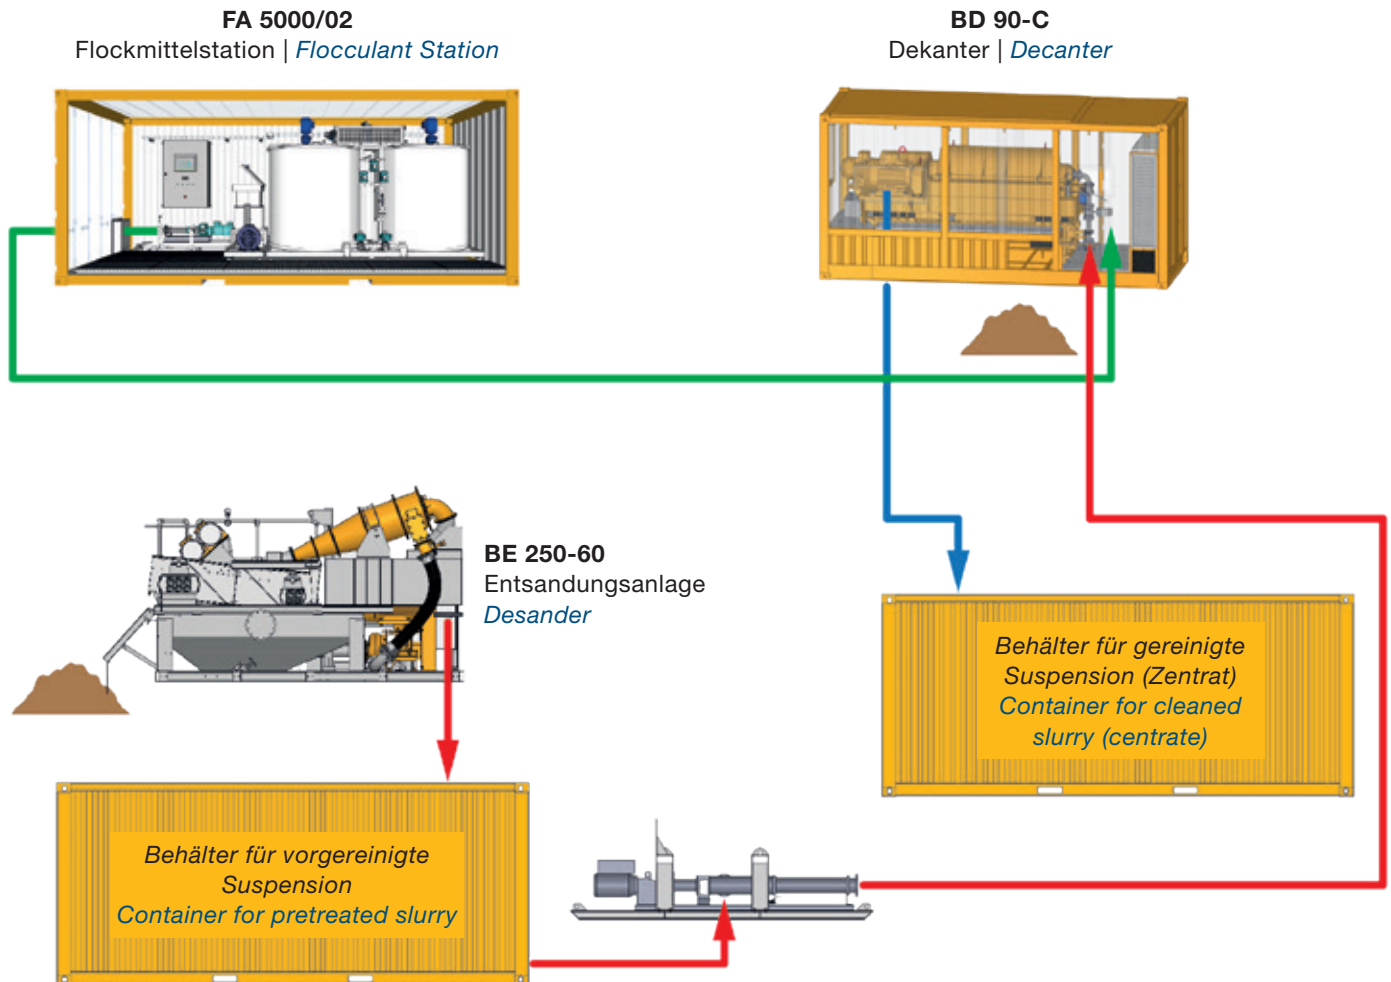 FA 5000/02
Flockmittelstation | Flocculant Station
BD 90-C
Dekanter | Decanter
BE 250-60
Entsandungsanlage
Desander
Behälter für gereinigte
Suspension (Zentrat)
Container for cleaned
slurry (centrate)
Behälter für vorgereinigte
Suspension
Container for pretreated slurry